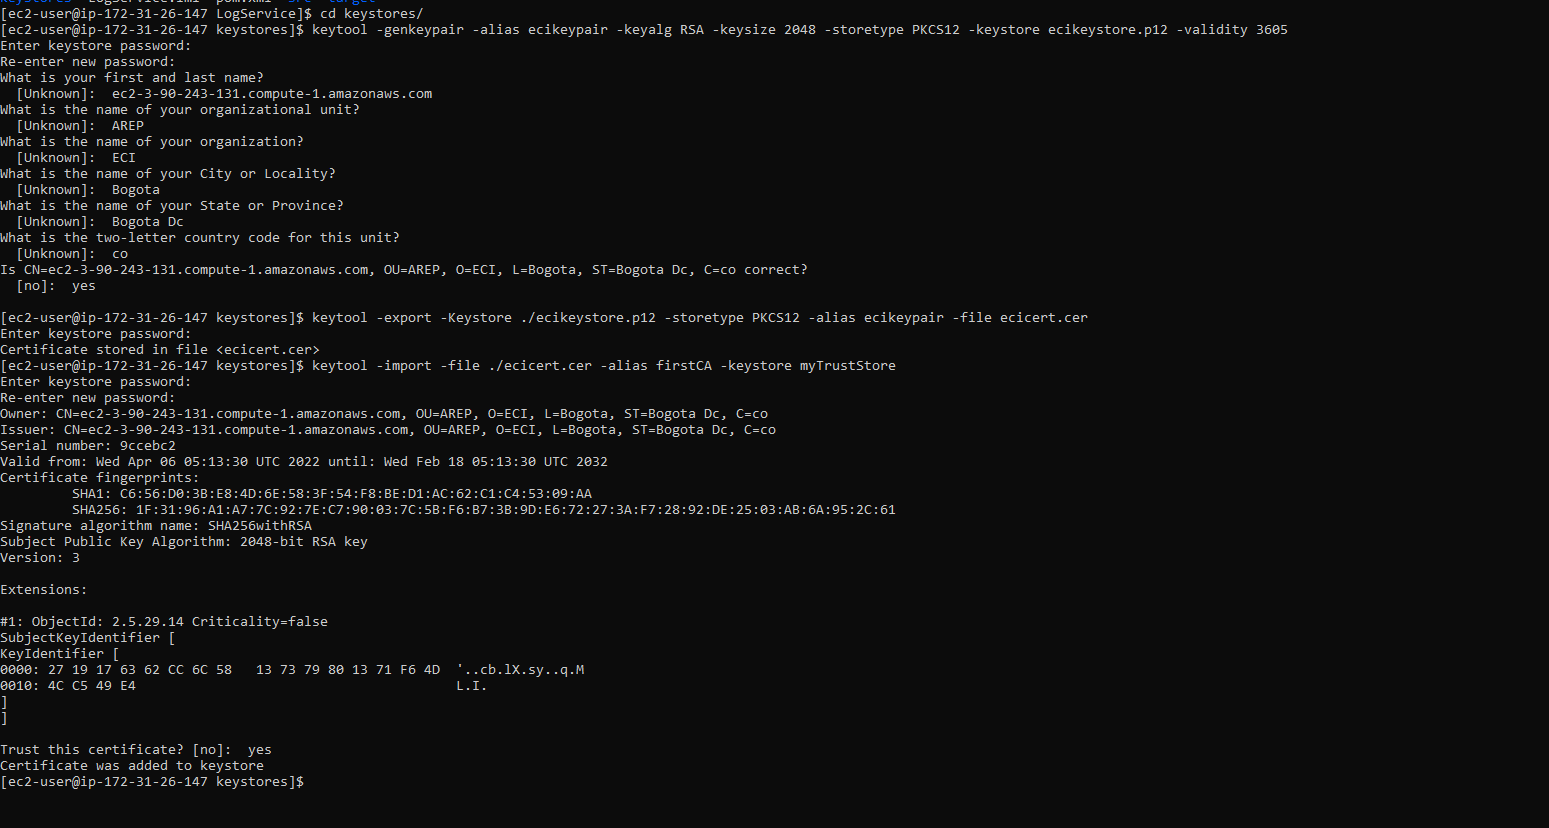 [ec2-user@ip-172-31-26-147 LogService]$ cd keystores/
[ec2-user@ip-172-31-26-147 keystores]$ keytool -genkeypair -alias ecikeypair -keyalg RSA -keysize 2048 -storetype PKCS12 -keystore ecikeystore.p12 -validity 3605
Enter keystore password:
Re-enter new password:
What is your first and last name?
  [Unknown]:  ec2-3-90-243-131.compute-1.amazonaws.com
What is the name of your organizational unit?
  [Unknown]:  AREP
What is the name of your organization?
  [Unknown]:  ECI
What is the name of your City or Locality?
  [Unknown]:  Bogota
What is the name of your State or Province?
  [Unknown]:  Bogota Dc
What is the two-letter country code for this unit?
  [Unknown]:  co
Is CN=ec2-3-90-243-131.compute-1.amazonaws.com, OU=AREP, O=ECI, L=Bogota, ST=Bogota Dc, C=co correct?
  [no]:  yes
[ec2-user@ip-172-31-26-147 keystores]$ keytool -export -Keystore ./ecikeystore.p12 -storetype PKCS12 -alias ecikeypair -file ecicert.cer
Enter keystore password:
Certificate stored in file <ecicert.cer>
[ec2-user@ip-172-31-26-147 keystores]$ keytool -import -file ./ecicert.cer -alias firstCA -keystore myTrustStore
Enter keystore password:
Re-enter new password:
Owner: CN=ec2-3-90-243-131.compute-1.amazonaws.com, OU=AREP, O=ECI, L=Bogota, ST=Bogota Dc, C=co
Issuer: CN=ec2-3-90-243-131.compute-1.amazonaws.com, OU=AREP, O=ECI, L=Bogota, ST=Bogota Dc, C=co
Serial number: 9ccebc2
Valid from: Wed Apr 06 05:13:30 UTC 2022 until: Wed Feb 18 05:13:30 UTC 2032
Certificate fingerprints:
         SHA1: C6:56:D0:3B:E8:4D:6E:58:3F:54:F8:BE:D1:AC:62:C1:C4:53:09:AA
         SHA256: 1F:31:96:A1:A7:7C:92:7E:C7:90:03:7C:5B:F6:B7:3B:9D:E6:72:27:3A:F7:28:92:DE:25:03:AB:6A:95:2C:61
Signature algorithm name: SHA256withRSA
Subject Public Key Algorithm: 2048-bit RSA key
Version: 3
Extensions:
#1: ObjectId: 2.5.29.14 Criticality=false
SubjectKeyIdentifier [
KeyIdentifier [
0000: 27 19 17 63 62 CC 6C 58   13 73 79 80 13 71 F6 4D  '..cb.lX.sy..q.M
0010: 4C C5 49 E4                                        L.I.
]
]
Trust this certificate? [no]:  yes
Certificate was added to keystore
[ec2-user@ip-172-31-26-147 keystores]$